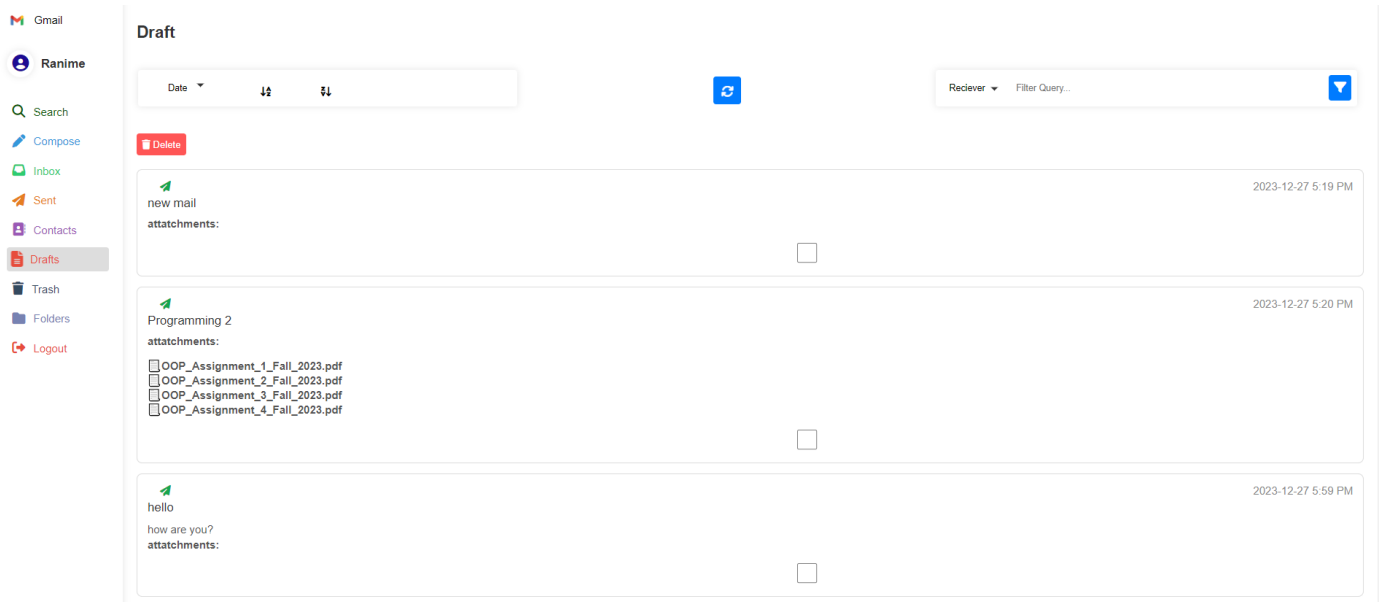 Gmail
Ranime
Search
Compose
Inbox
Sent
Contacts
Drafts
Trash
Folders
Logout
Draft
Date
Reciever
Filter Query...
Delete
2023-12-27 5:19 PM
new mail
attatchments:
2023-12-27 5:20 PM
Programming 2
attatchments:
OOP_Assignment_1_Fall_2023.pdf
OOP_Assignment_2_Fall_2023.pdf
OOP_Assignment_3_Fall_2023.pdf
OOP_Assignment_4_Fall_2023.pdf
2023-12-27 5:59 PM
hello
how are you?
attatchments: